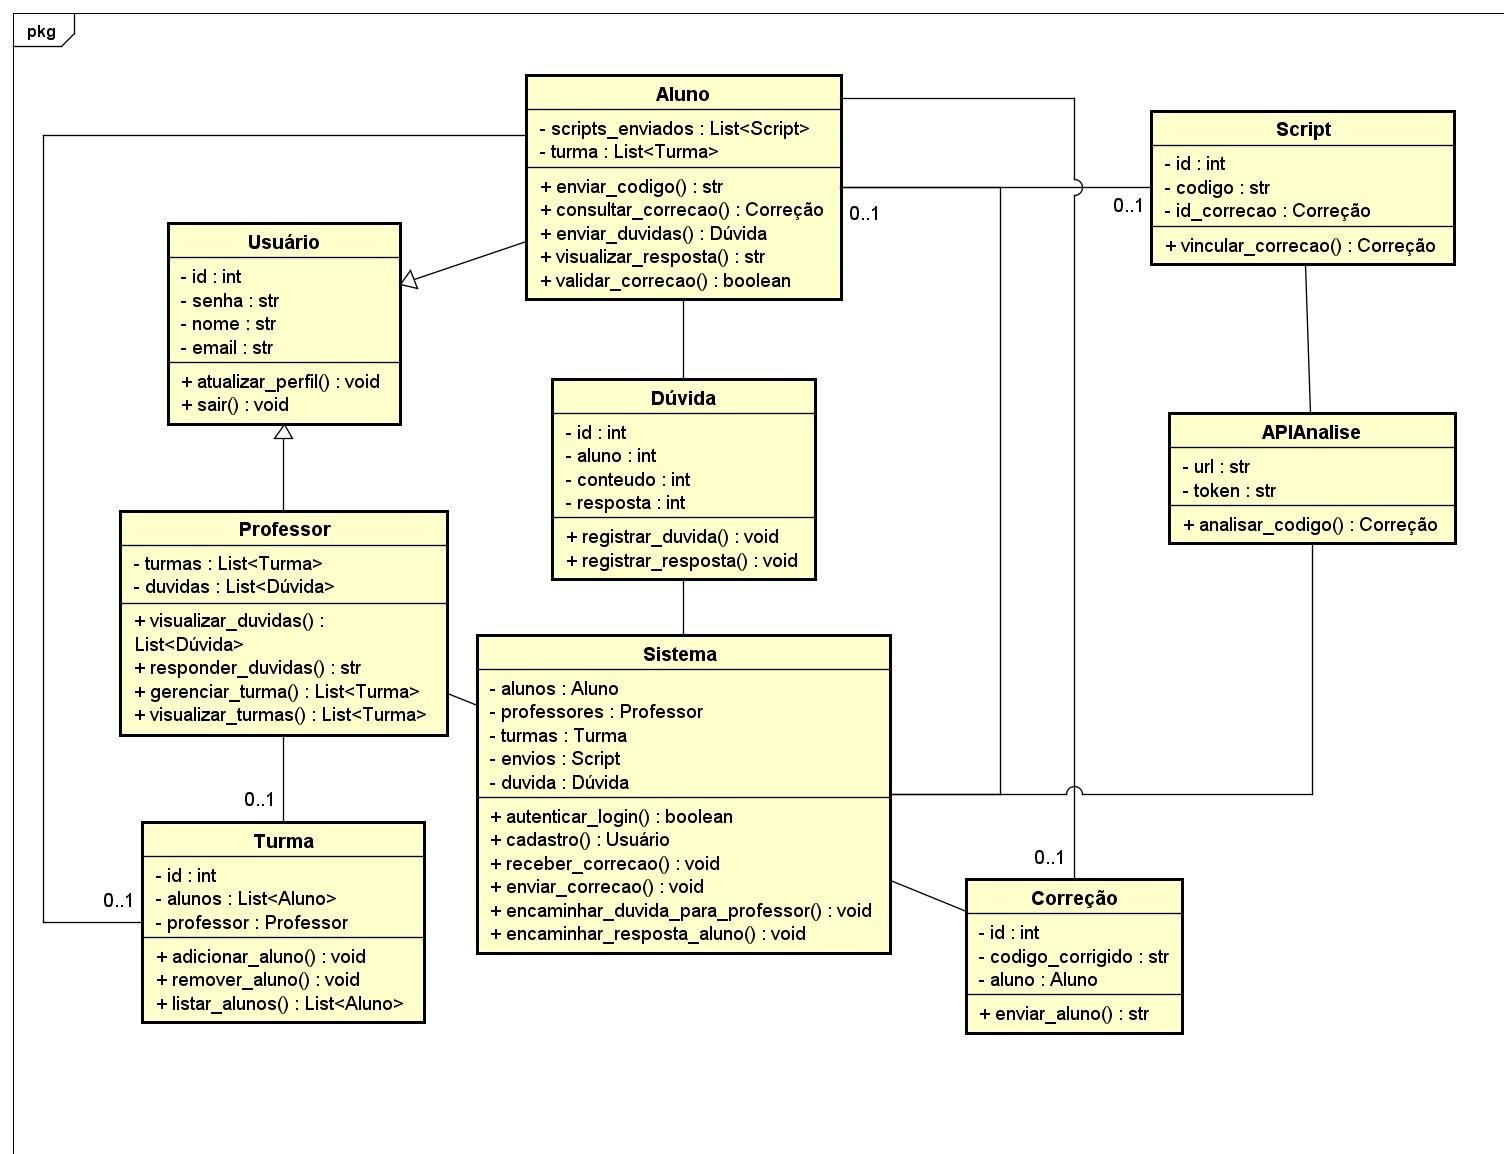 pkg
Aluno
- scripts_enviados : List<Script>
- turma : List<Turma>
+ enviar_codigo() : str
+ consultar_correcao() : Correção
+ enviar_duvidas() : Dúvida
+ visualizar_resposta() : str
+ validar_correcao() : boolean
0..1
0..1
Script
- id : int
- codigo : str
- id_correcao : Correção
+ vincular_correcao() : Correção
Usuário
- id : int
- senha : str
- nome : str
- email : str
+ atualizar_perfil() : void
+ sair() : void
Dúvida
- id : int
- aluno : int
- conteudo : int
- resposta : int
+ registrar_duvida() : void
+ registrar_resposta() : void
APIAnalise
- url : str
- token : str
+ analisar_codigo() : Correção
Professor
- turmas : List<Turma>
- duvidas : List<Dúvida>
+ visualizar_duvidas() :
List<Dúvida>
+ responder_duvidas() : str
+ gerenciar_turma() : List<Turma>
+ visualizar_turmas() : List<Turma>
Sistema
- alunos : Aluno
- professores : Professor
- turmas : Turma
- envios : Script
- duvida : Dúvida
+ autenticar_login() : boolean
+ cadastro() : Usuário
+ receber_correcao() : void
+ enviar_correcao() : void
+ encaminhar_duvida_para_professor() : void
+ encaminhar_resposta_aluno() : void
0..1
0..1
Turma
- id : int
- alunos : List<Aluno>
- professor : Professor
+ adicionar_aluno() : void
+ remover_aluno() : void
+ listar_alunos() : List<Aluno>
0..1
Correção
- id : int
- codigo_corrigido : str
- aluno : Aluno
+ enviar_aluno() : str